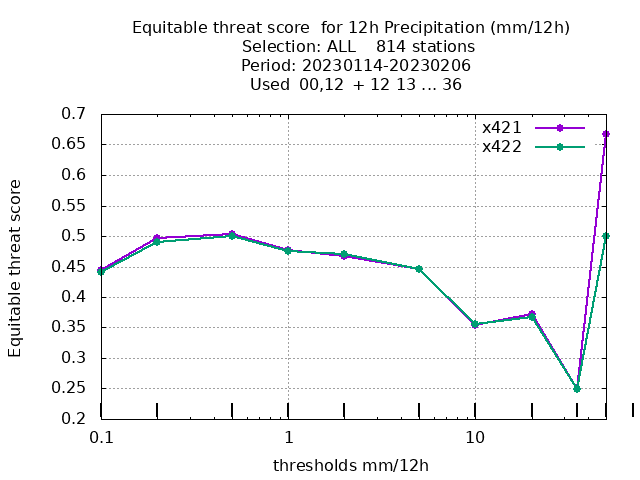 Equitable threat score  for 12h Precipitation (mm/12h)
Selection: ALL    814 stations
Period: 20230114-20230206
Used  00,12  + 12 13 ... 36
x421
x422
0.7
0.65
0.6
0.55
0.5
0.45
0.4
0.35
0.3
0.25
0.2
Equitable threat score
0.1 1 10
thresholds mm/12h